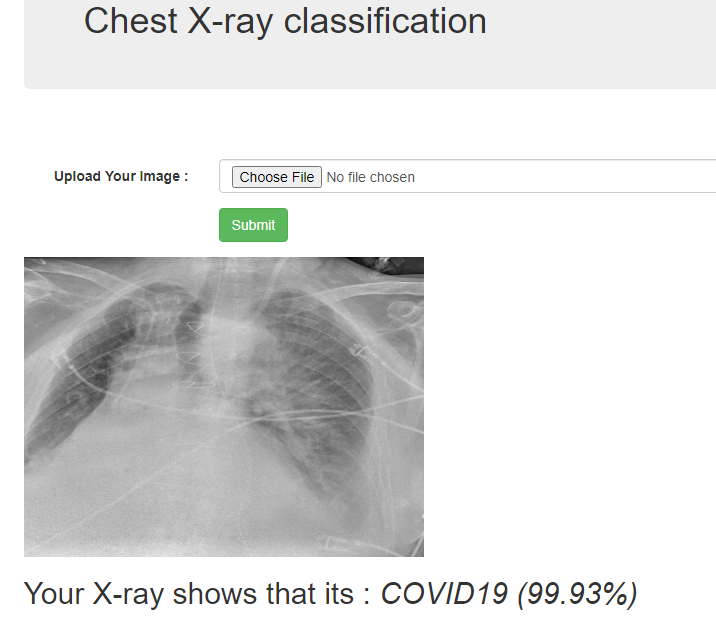 Chest X-ray classification
Upload Your Image :
Choose File No file chosen
Submit
Your X-ray shows that its : COVID19 (99.93%)